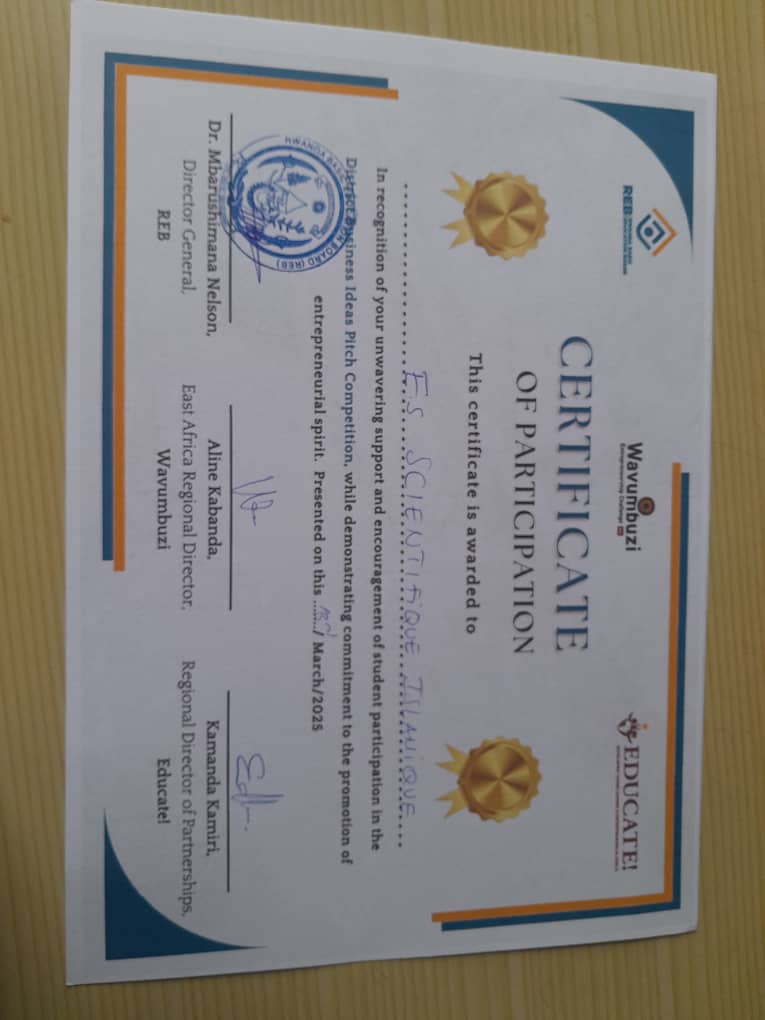 REB
Wavumbuzi
Entrepreneurship Challenge
EDUCATE!
CERTIFICATE
OF PARTICIPATION
This certificate is awarded to
E.S SCIENTIFIQUE ISLAMIQUE
In recognition of your unwavering support and encouragement of student participation in the
District Business Ideas Pitch Competition, while demonstrating commitment to the promotion of
entrepreneurial spirit. Presented on this / March/2025
Dr. Mbarushimana Nelson,
Director General,
REB
Aline Kabanda,
East Africa Regional Director,
Wavumbuzi
Kamanda Kamiri,
Regional Director of Partnerships,
Educate!